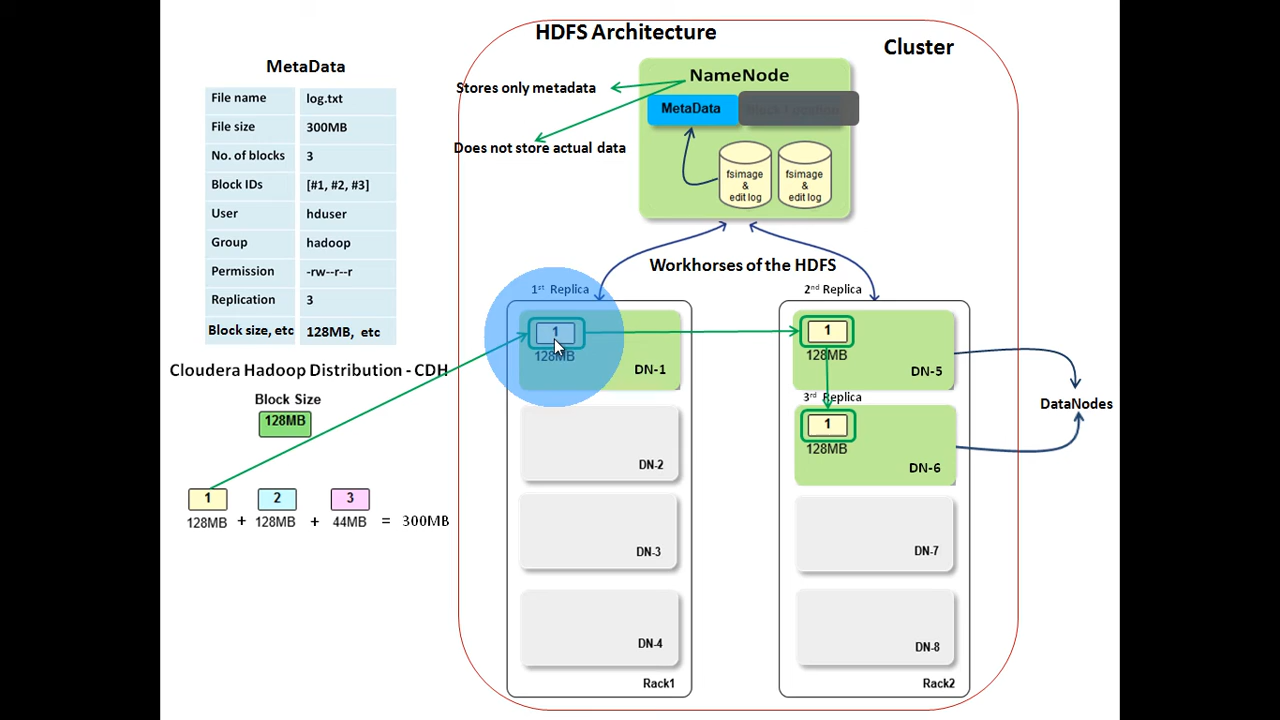 HDFS Architecture
Cluster
MetaData
File name log.txt
File size 300MB
No. of blocks 3
Block IDs [#1, #2, #3]
User hduser
Group hadoop
Permission -rw--r--r
Replication 3
Block size, etc 128MB, etc
Cloudera Hadoop Distribution - CDH
Block Size
128MB
1 2 3
128MB + 128MB + 44MB = 300MB
Stores only metadata
Does not store actual data
NameNode
MetaData Block Location
fsimage & edit log
fsimage & edit log
Workhorses of the HDFS
1st Replica
1
128MB
DN-1
DN-2
DN-3
DN-4
Rack1
2nd Replica
1
128MB
DN-5
3rd Replica
1
128MB
DN-6
DN-7
DN-8
Rack2
DataNodes